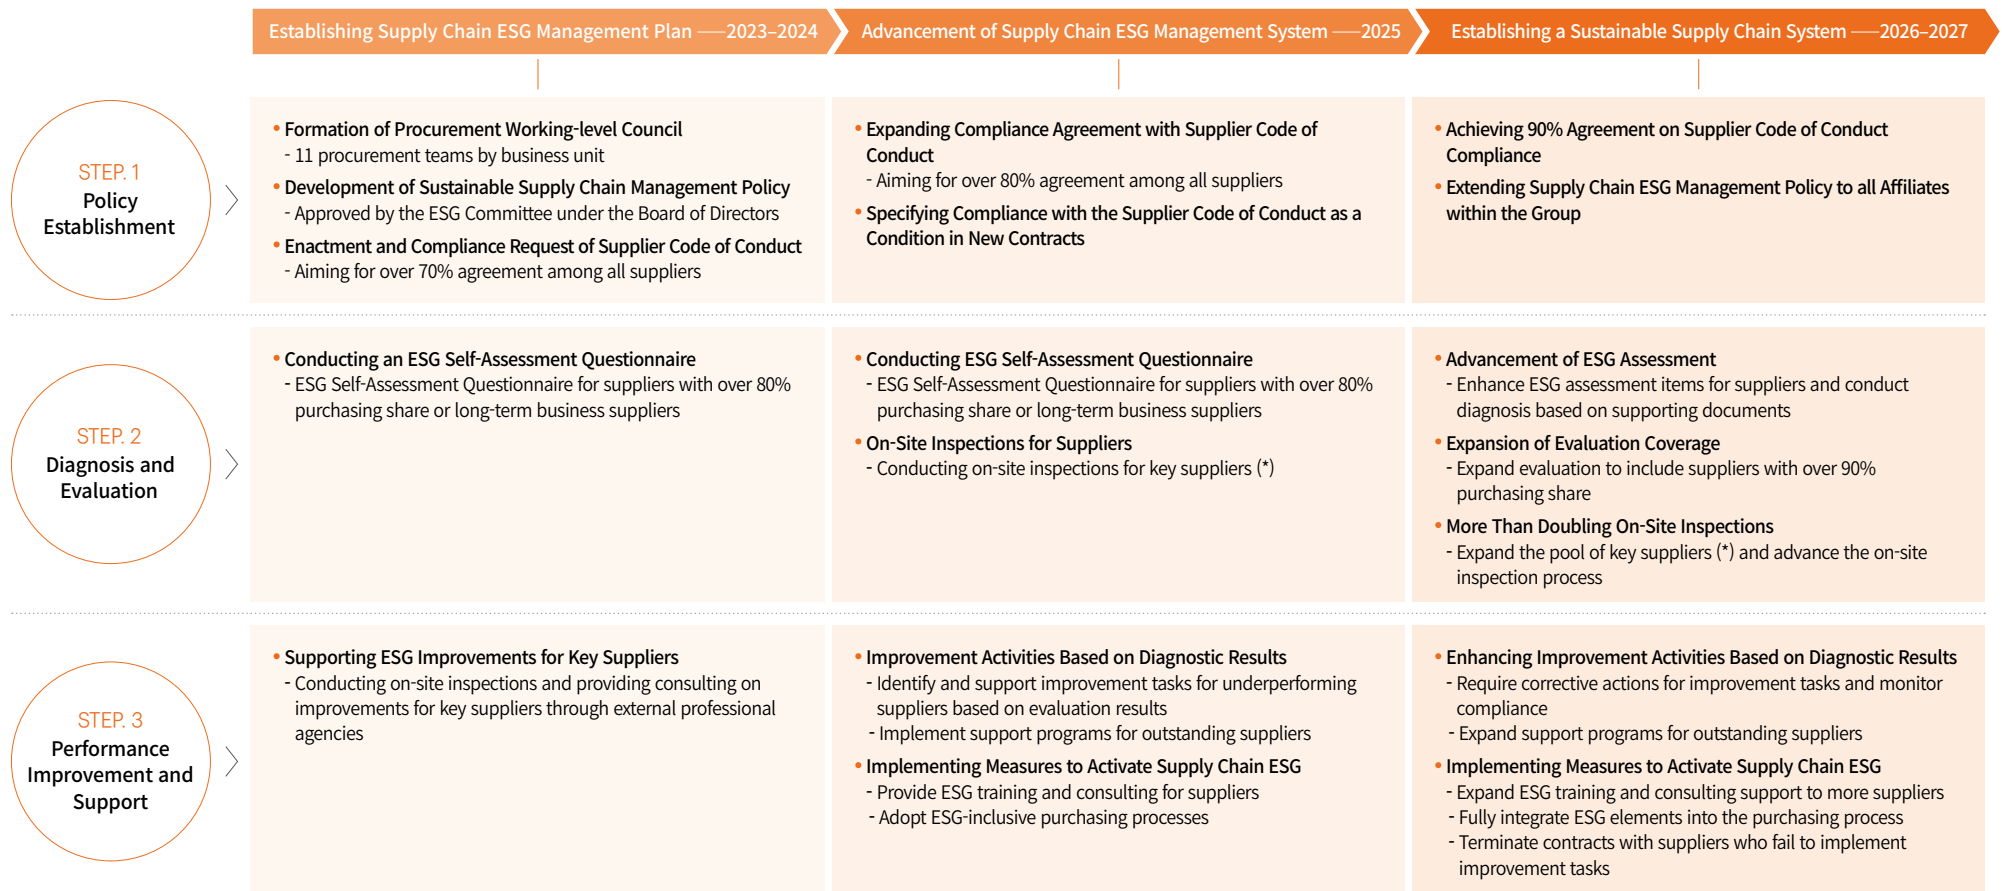 Establishing Supply Chain ESG Management Plan ——2023–2024
Advancement of Supply Chain ESG Management System ——2025
Establishing a Sustainable Supply Chain System ——2026–2027
STEP. 1
Policy
Establishment
• Formation of Procurement Working-level Council
- 11 procurement teams by business unit
• Development of Sustainable Supply Chain Management Policy
- Approved by the ESG Committee under the Board of Directors
• Enactment and Compliance Request of Supplier Code of Conduct
- Aiming for over 70% agreement among all suppliers
• Expanding Compliance Agreement with Supplier Code of
Conduct
- Aiming for over 80% agreement among all suppliers
• Specifying Compliance with the Supplier Code of Conduct as a
Condition in New Contracts
• Achieving 90% Agreement on Supplier Code of Conduct
Compliance
• Extending Supply Chain ESG Management Policy to all Affiliates
within the Group
STEP. 2
Diagnosis and
Evaluation
• Conducting an ESG Self-Assessment Questionnaire
- ESG Self-Assessment Questionnaire for suppliers with over 80%
purchasing share or long-term business suppliers
• Conducting ESG Self-Assessment Questionnaire
- ESG Self-Assessment Questionnaire for suppliers with over 80%
purchasing share or long-term business suppliers
• On-Site Inspections for Suppliers
- Conducting on-site inspections for key suppliers (*)
• Advancement of ESG Assessment
- Enhance ESG assessment items for suppliers and conduct
diagnosis based on supporting documents
• Expansion of Evaluation Coverage
- Expand evaluation to include suppliers with over 90%
purchasing share
• More Than Doubling On-Site Inspections
- Expand the pool of key suppliers (*) and advance the on-site
inspection process
STEP. 3
Performance
Improvement and
Support
• Supporting ESG Improvements for Key Suppliers
- Conducting on-site inspections and providing consulting on
improvements for key suppliers through external professional
agencies
• Improvement Activities Based on Diagnostic Results
- Identify and support improvement tasks for underperforming
suppliers based on evaluation results
- Implement support programs for outstanding suppliers
• Implementing Measures to Activate Supply Chain ESG
- Provide ESG training and consulting for suppliers
- Adopt ESG-inclusive purchasing processes
• Enhancing Improvement Activities Based on Diagnostic Results
- Require corrective actions for improvement tasks and monitor
compliance
- Expand support programs for outstanding suppliers
• Implementing Measures to Activate Supply Chain ESG
- Expand ESG training and consulting support to more suppliers
- Fully integrate ESG elements into the purchasing process
- Terminate contracts with suppliers who fail to implement
improvement tasks